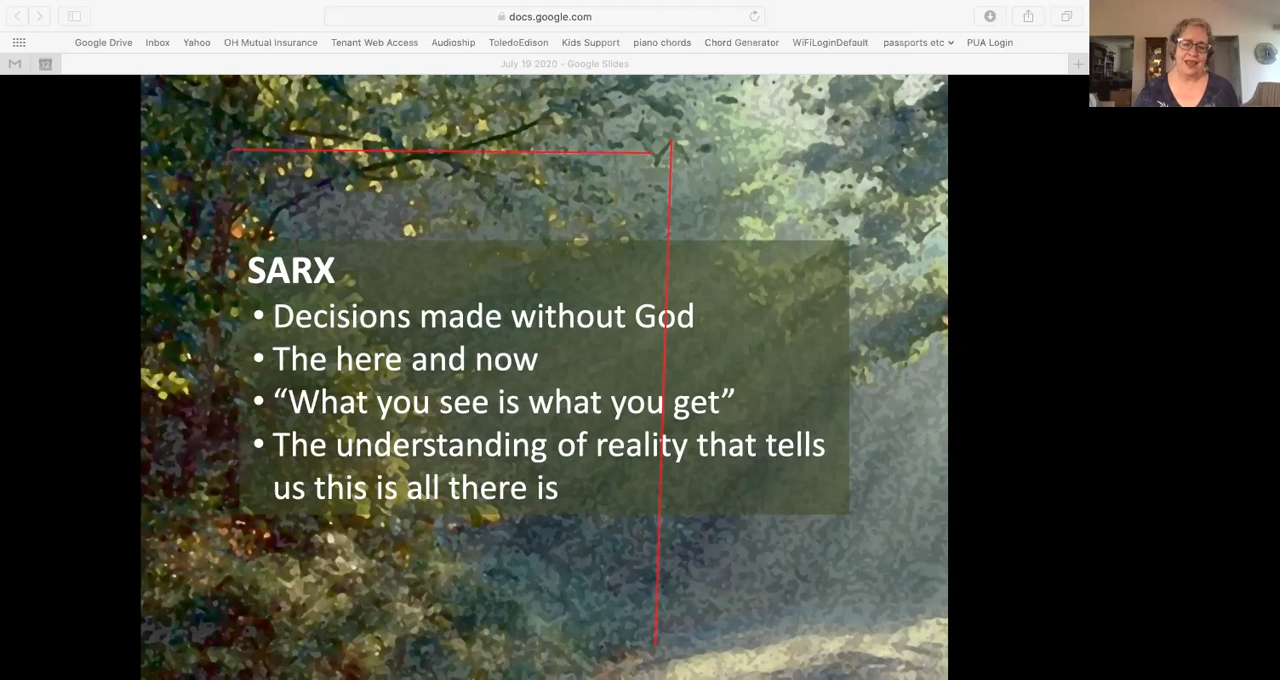 docs.google.com
Google Drive Inbox Yahoo OH Mutual Insurance Tenant Web Access Audioship ToledoEdison Kids Support piano chords Chord Generator WiFiLoginDefault passports etc PUA Login
July 19 2020 - Google Slides
SARX
• Decisions made without God
• The here and now
• “What you see is what you get”
• The understanding of reality that tells
us this is all there is